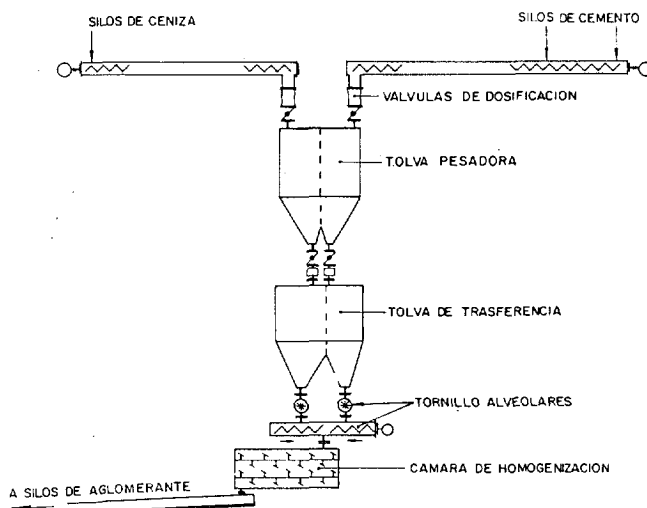 SILOS DE CENIZA
SILOS DE CEMENTO
VALVULAS DE DOSIFICACION
TOLVA PESADORA
TOLVA DE TRASFERENCIA
TORNILLO ALVEOLARES
CAMARA DE HOMOGENIZACION
A SILOS DE AGLOMERANTE